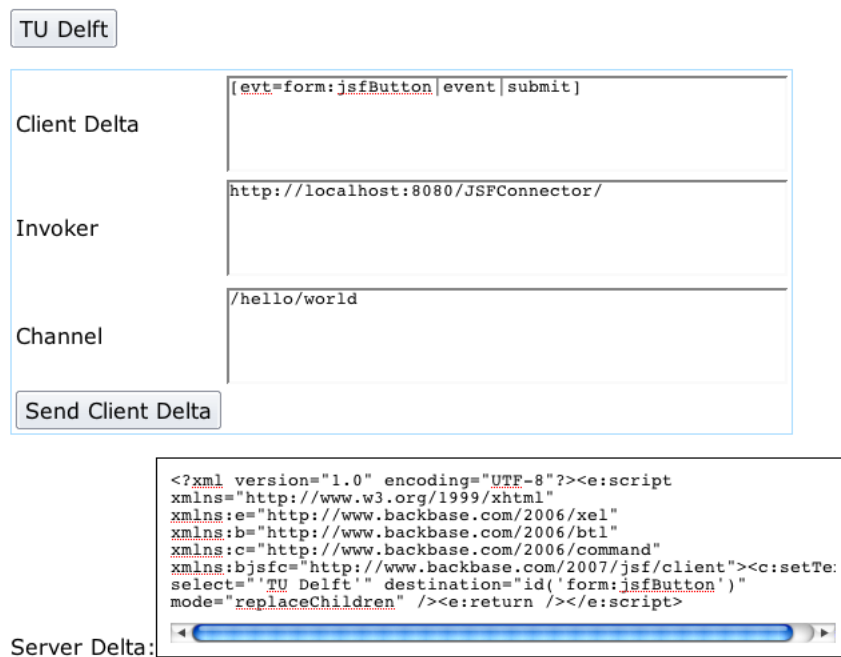 TU Delft
Client Delta
[evt=form:jsfButton|event|submit]
Invoker
http://localhost:8080/JSFConnector/
Channel
/hello/world
Send Client Delta
<?xml version="1.0" encoding="UTF-8"?><e:script
xmlns="http://www.w3.org/1999/xhtml"
xmlns:e="http://www.backbase.com/2006/xel"
xmlns:b="http://www.backbase.com/2006/btl"
xmlns:c="http://www.backbase.com/2006/command"
xmlns:bjsfc="http://www.backbase.com/2007/jsf/client"><c:setTe
select="'TU Delft'" destination="id('form:jsfButton')"
mode="replaceChildren" /><e:return /></e:script>
Server Delta: